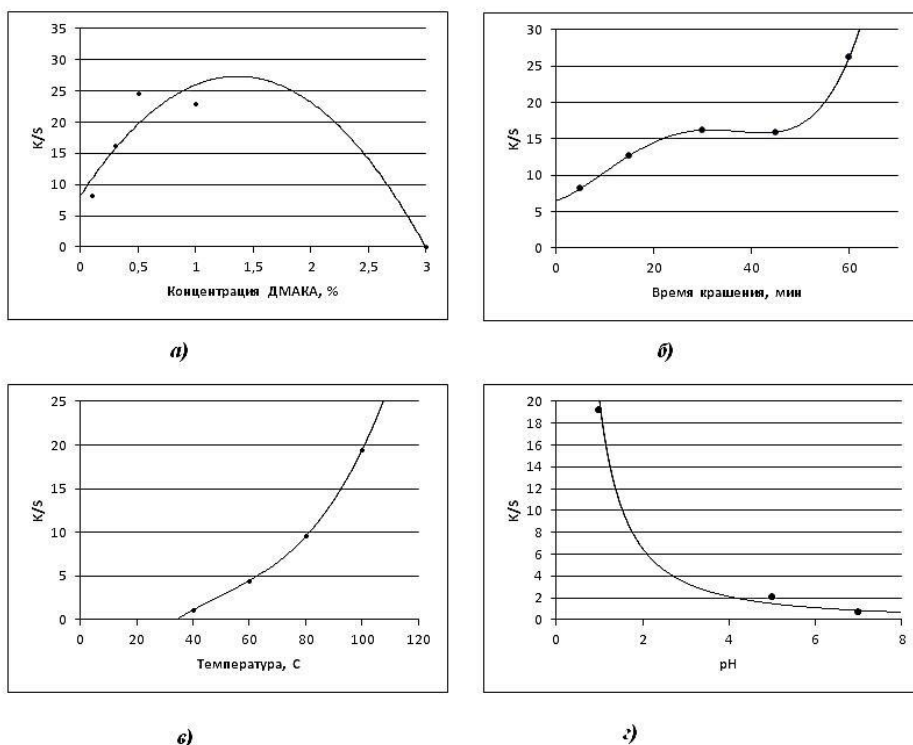 35
30
25
20
15
10
5
0
K/S
0 0,5 1 1,5 2 2,5 3
Концентрация ДМАКА, %
а)
30
25
20
15
10
5
0
K/S
0 20 40 60
Время крашения, мин
б)
25
20
15
10
5
0
K/S
0 20 40 60 80 100 120
Температура, С
в)
20
18
16
14
12
10
8
6
4
2
0
K/S
0 2 4 6 8
pH
г)